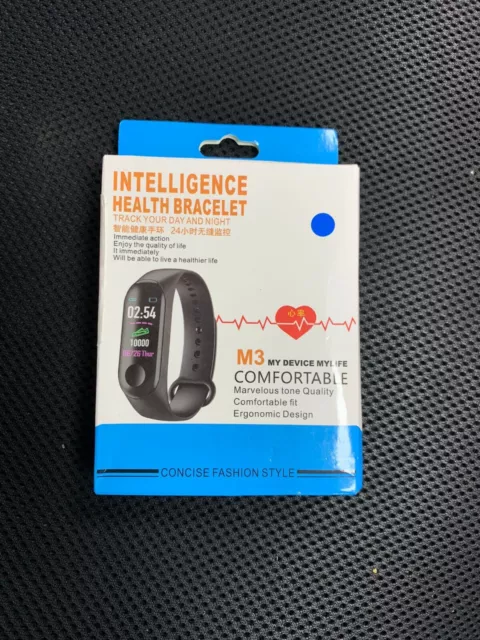 INTELLIGENCE
HEALTH BRACELET
TRACK YOUR DAY AND NIGHT
智能健康手环 24小时无缝监控
Immediate action
Enjoy the quality of life
It immediately
Will be able to live a healthier life
02:54
10000
心率
M3 MY DEVICE MYLIFE
COMFORTABLE
Marvelous tone Quality
Comfortable fit
Ergonomic Design
CONCISE FASHION STYLE